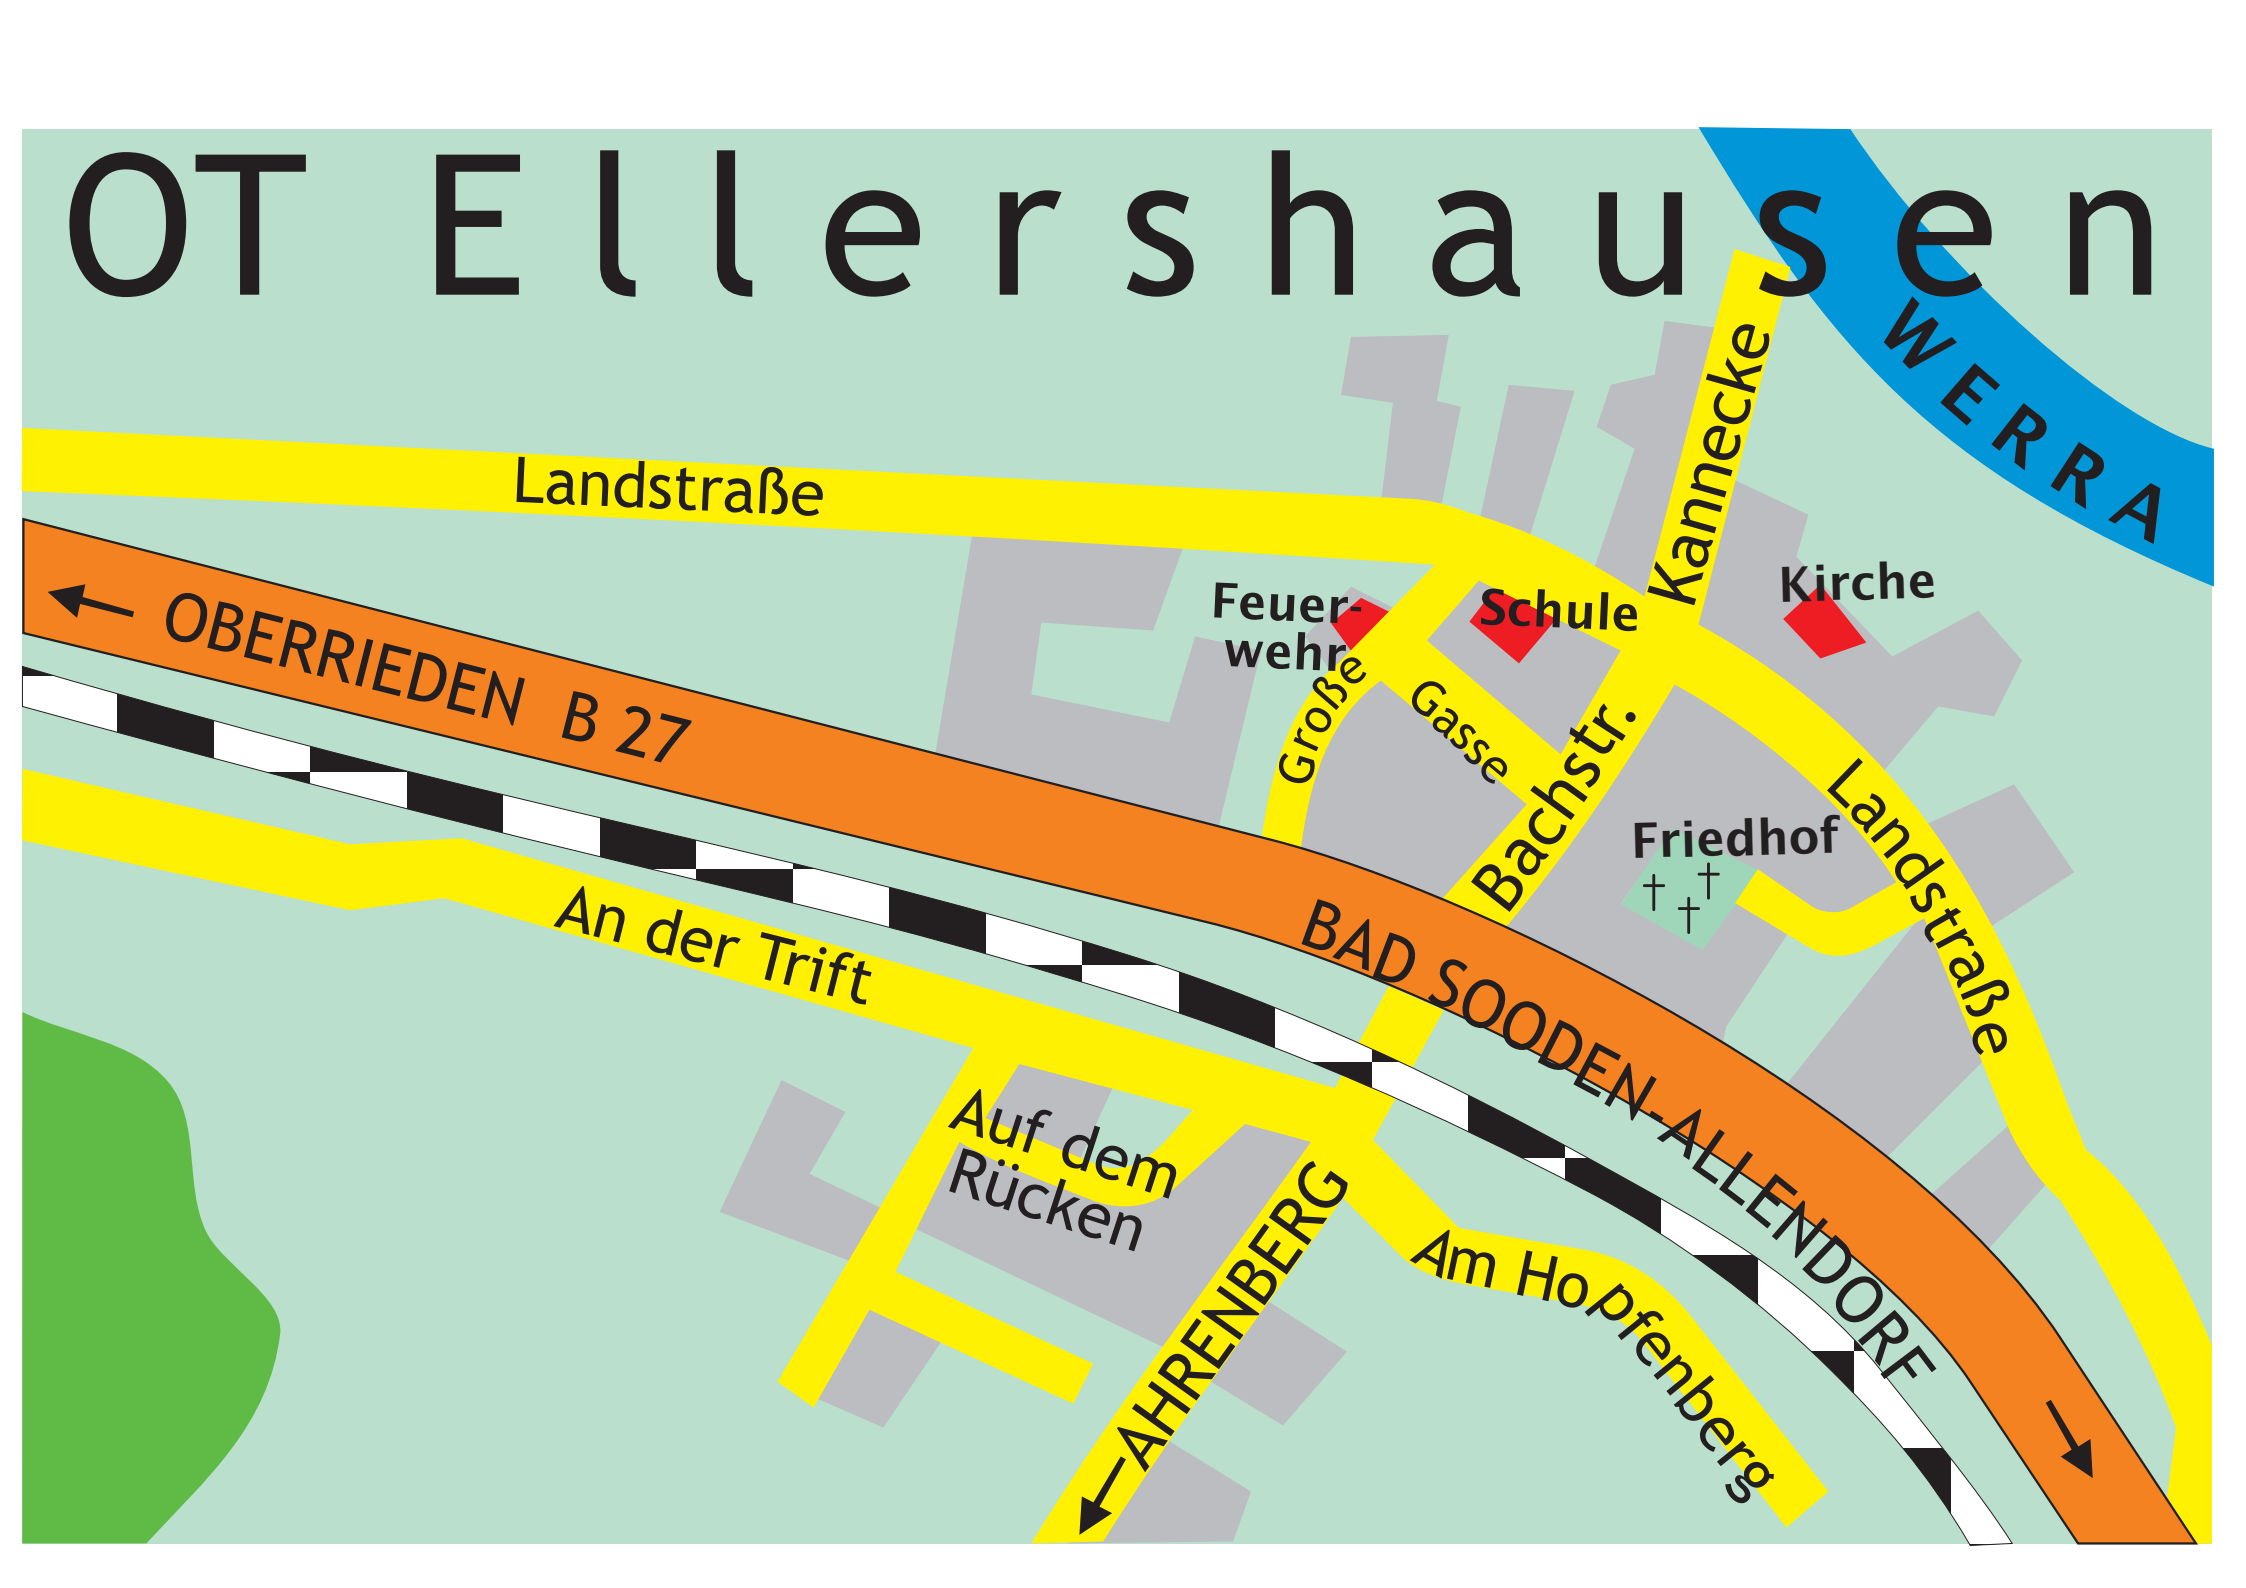 OT Ellershausen
WERRA
Kannecke
Landstraße
Feuer-
wehr
Schule
Kirche
OBERRIEDEN B 27
Große
Gasse
Bachstr.
Friedhof
Landstraße
An der Trift
BAD SOODEN-ALLENDORF
Auf dem
Rücken
AHRENBERG
Am Hopfenberg